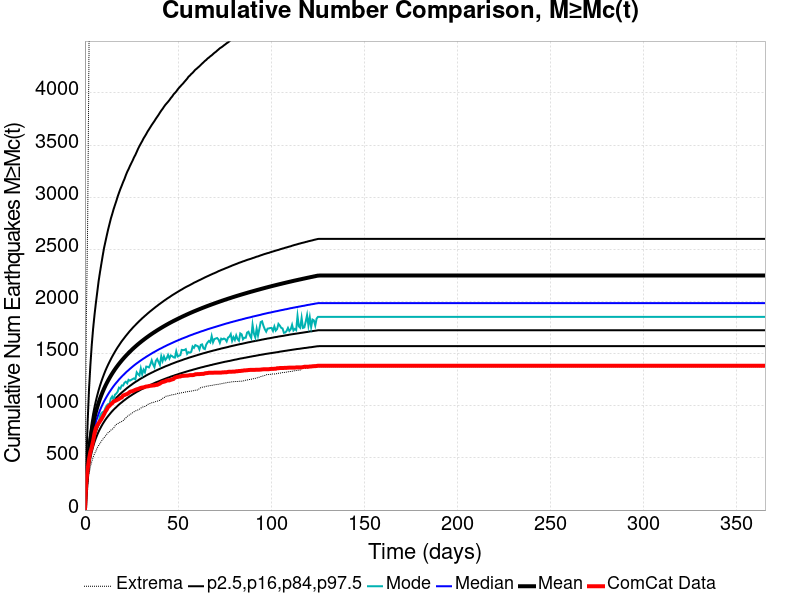 Cumulative Number Comparison, M≥Mc(t)
Cumulative Num Earthquakes M≥Mc(t)
4000
3500
3000
2500
2000
1500
1000
500
0
0 50 100 150 200 250 300 350
Time (days)
Extrema p2.5,p16,p84,p97.5 Mode Median Mean ComCat Data